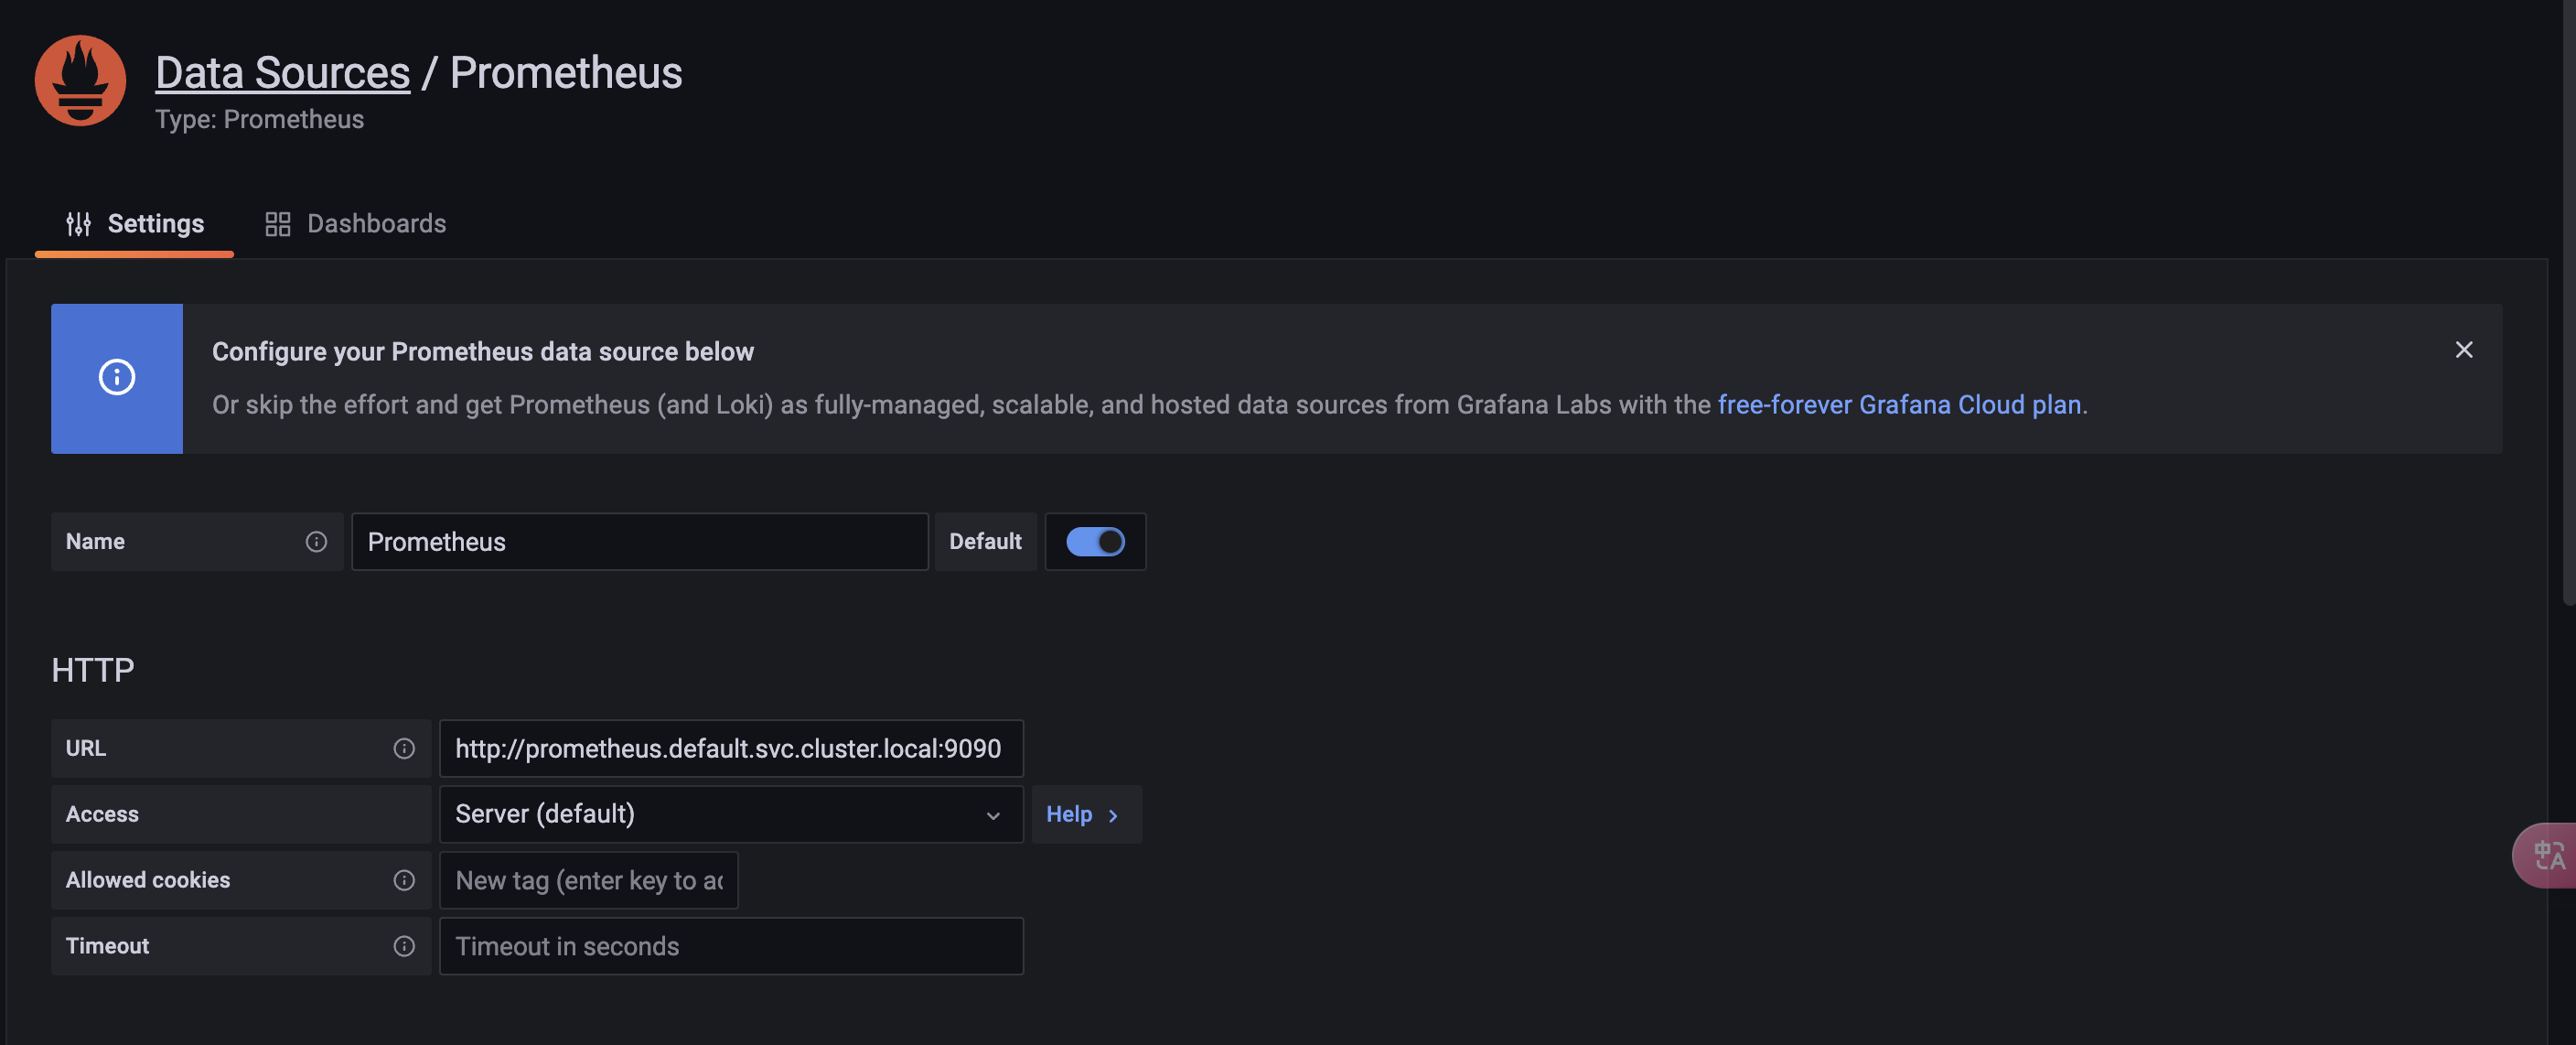 Data Sources / Prometheus
Type: Prometheus
Settings
Dashboards
Configure your Prometheus data source below
Or skip the effort and get Prometheus (and Loki) as fully-managed, scalable, and hosted data sources from Grafana Labs with the free-forever Grafana Cloud plan.
Name
Prometheus
Default
HTTP
URL
http://prometheus.default.svc.cluster.local:9090
Access
Server (default)
Help
Allowed cookies
New tag (enter key to ac
Timeout
Timeout in seconds
中A